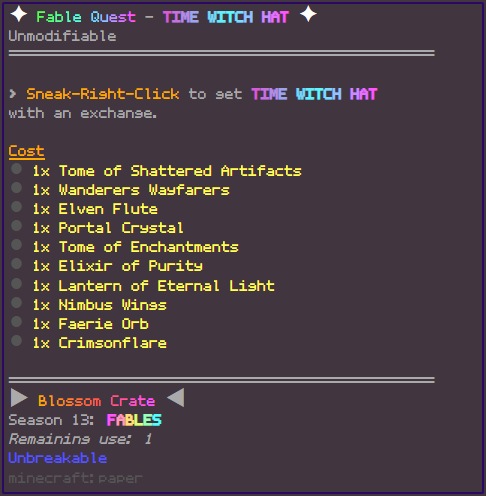 ✦ Fable Quest - TIME WITCH HAT ✦
Unmodifiable
> Sneak-Right-Click to get TIME WITCH HAT
with an exchange.
Cost
● 1x Tome of Shattered Artifacts
● 1x Wanderers Wayfarers
● 1x Elven Flute
● 1x Portal Crystal
● 1x Tome of Enchantments
● 1x Elixir of Purity
● 1x Lantern of Eternal Light
● 1x Nimbus Wings
● 1x Faerie Orb
● 1x Crimsonflare
▶ Blossom Crate ◀
Season 13: FABLES
Remaining use: 1
Unbreakable
minecraft:paper